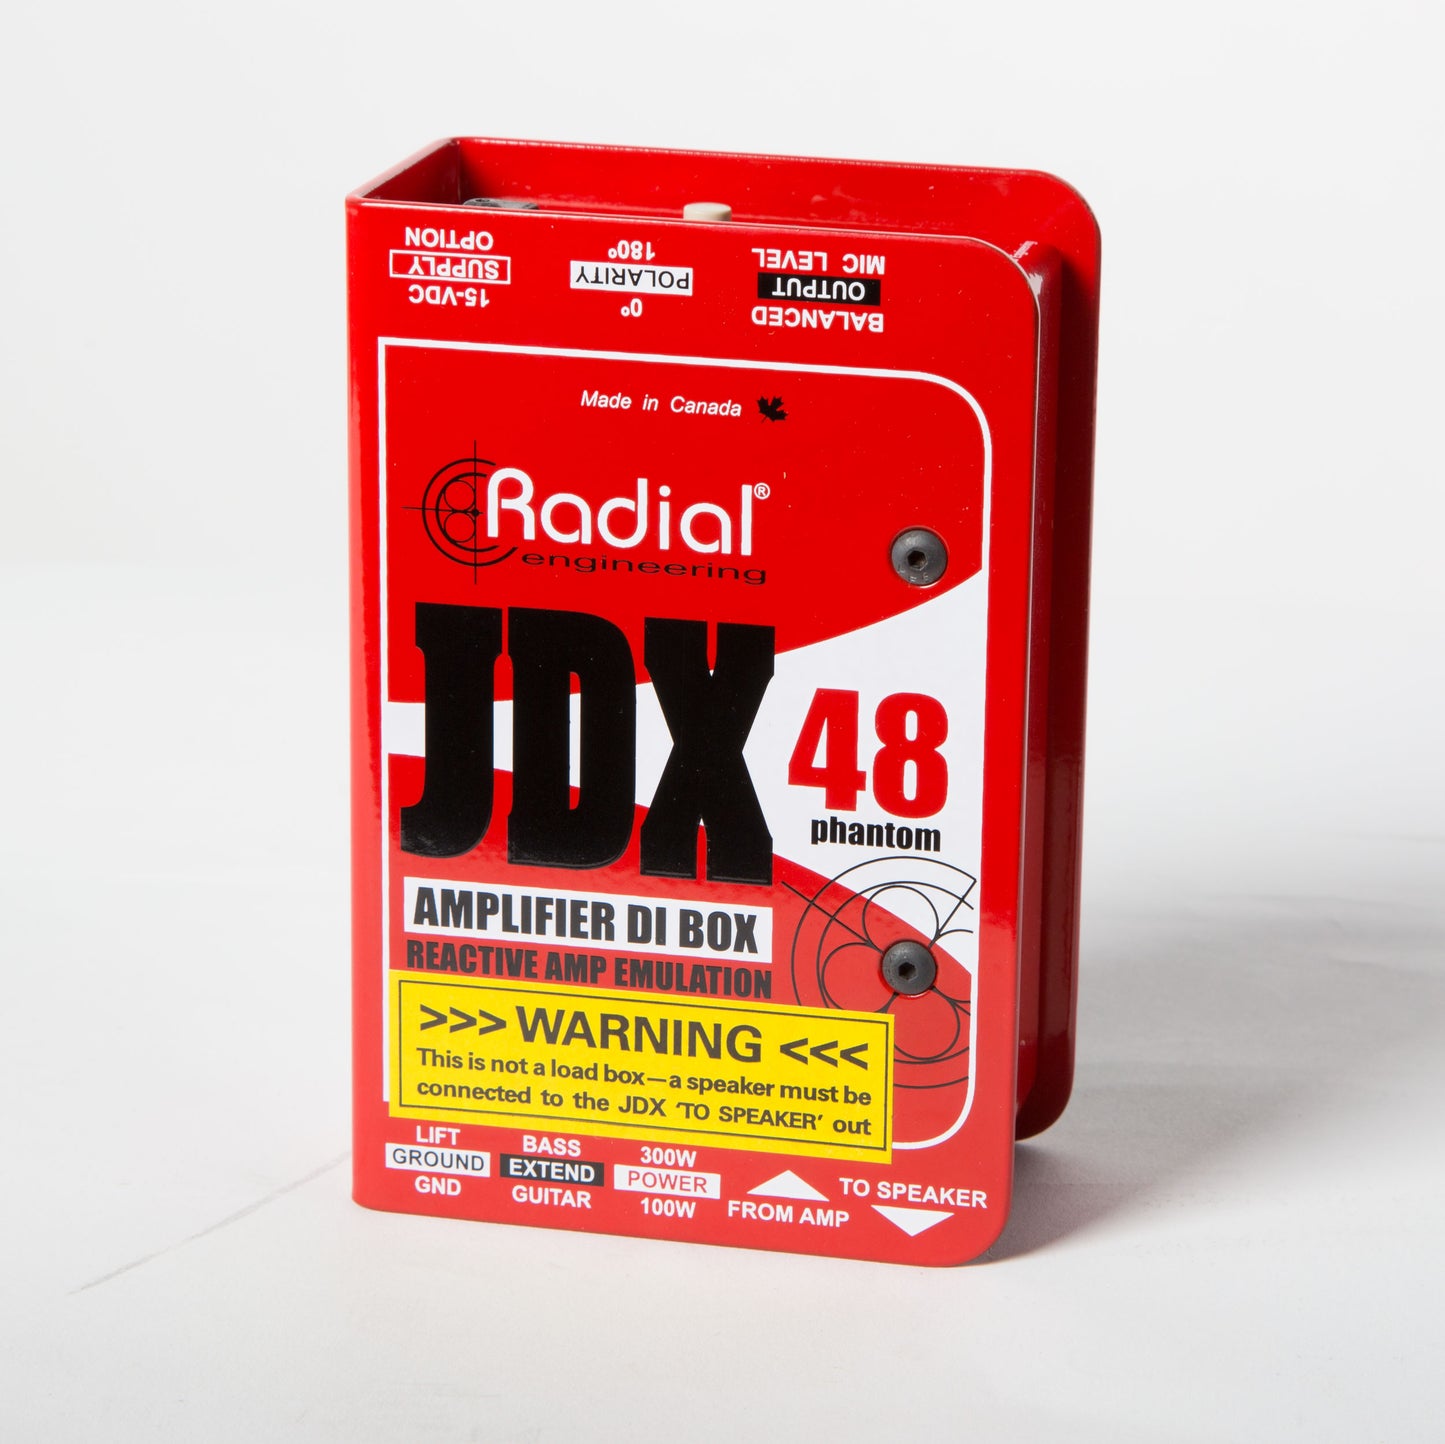 15-VDC
SUPPLY
OPTION
0°
POLARITY
180°
BALANCED
OUTPUT
MIC LEVEL
Made in Canada
Radial®
engineering
JDX
48
phantom
AMPLIFIER DI BOX
REACTIVE AMP EMULATION
>>> WARNING <<<
This is not a load box—a speaker must be
connected to the JDX 'TO SPEAKER' out
LIFT
GROUND
GND
BASS
EXTEND
GUITAR
300W
POWER
100W
FROM AMP
TO SPEAKER